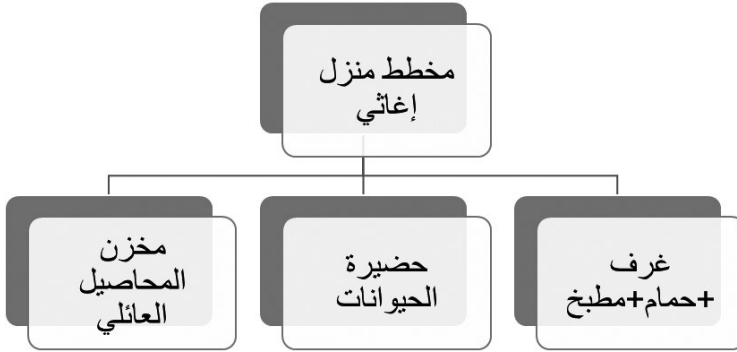 مخطط منزل
إغاثي
غرف
+حمام+مطبخ
حضيرة
الحيوانات
مخزن
المحاصيل
العائلي